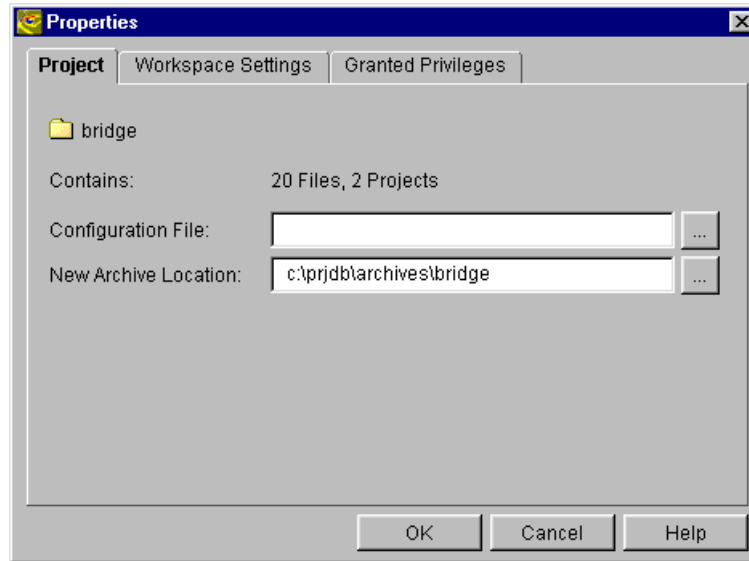 Properties
Project Workspace Settings Granted Privileges
bridge
Contains: 20 Files, 2 Projects
Configuration File: ...
New Archive Location: c:\prjdb\archives\bridge ...
OK Cancel Help